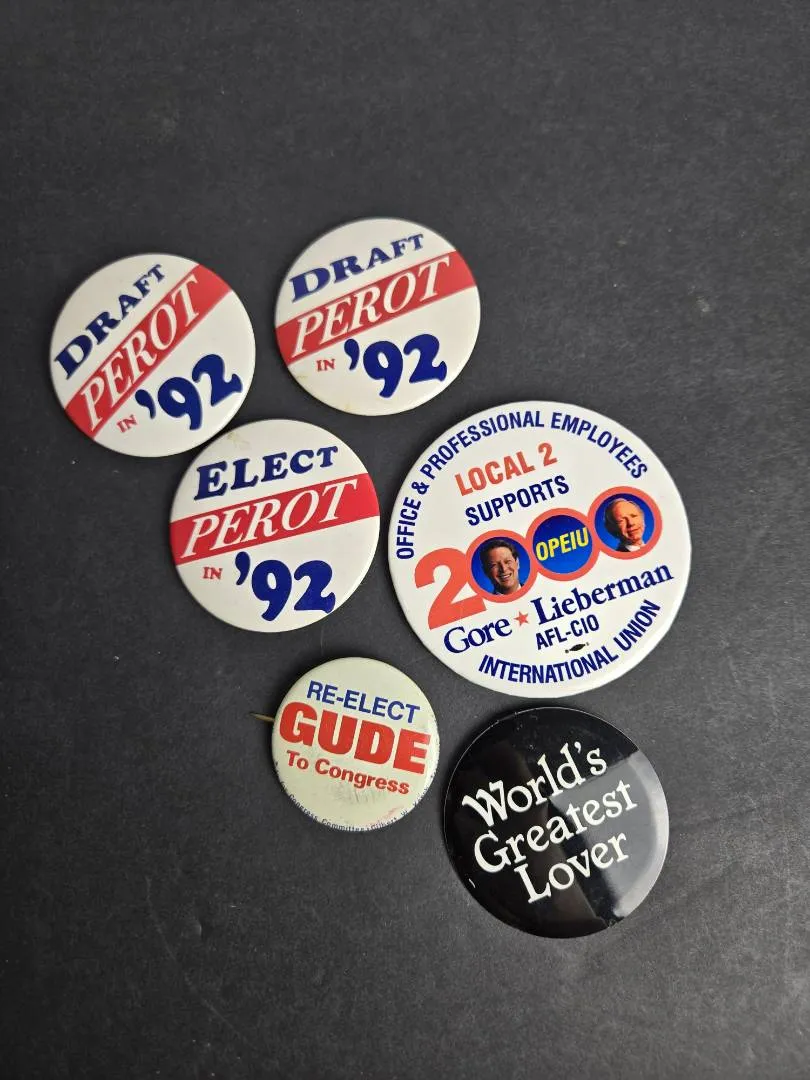 DRAFT
PEROT
IN '92
DRAFT
PEROT
IN '92
ELECT
PEROT
IN '92
OFFICE & PROFESSIONAL EMPLOYEES
LOCAL 2
SUPPORTS
2000
OPEIU
Gore ★ Lieberman
AFL-CIO
INTERNATIONAL UNION
RE-ELECT
GUDE
To Congress
World's
Greatest
Lover